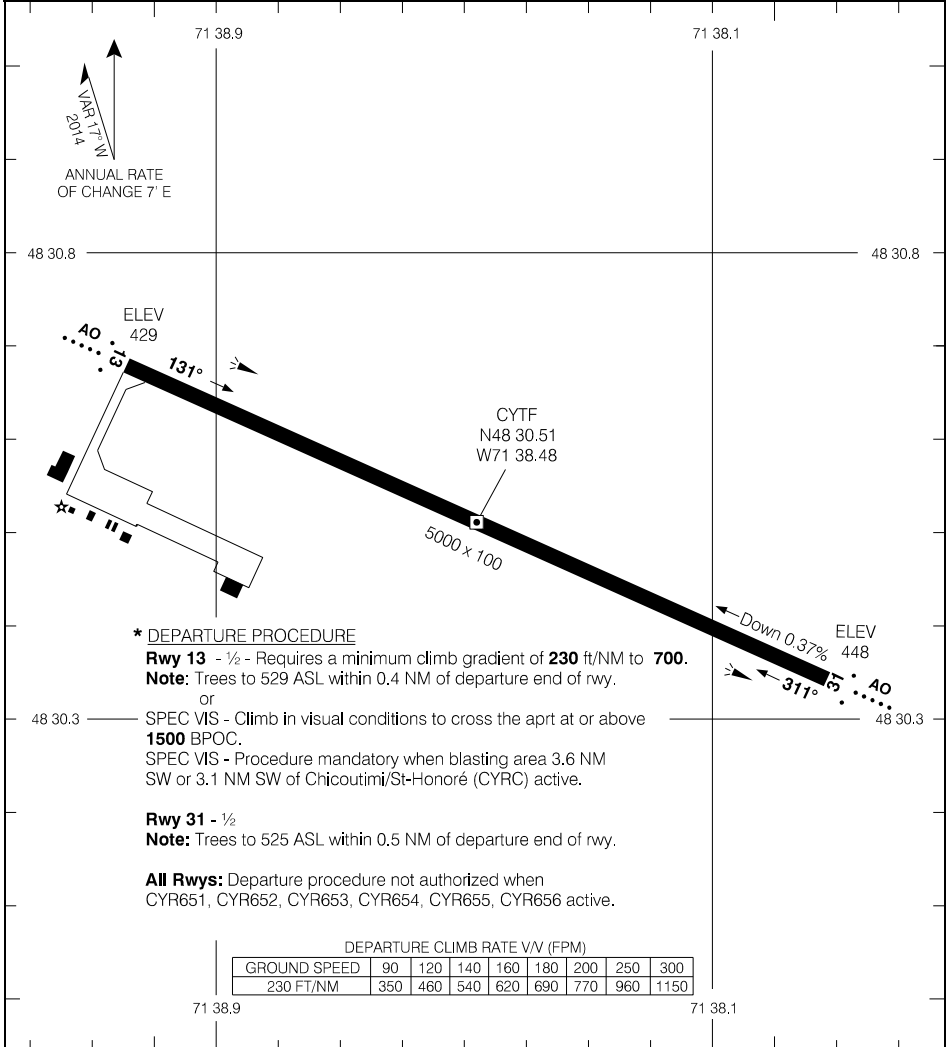 71 38.9 71 38.1
VAR 17° W
2014
ANNUAL RATE
OF CHANGE 7' E
48 30.8 48 30.8
ELEV
429
AO
13
131°
CYTF
N48 30.51
W71 38.48
5000 x 100
Down 0.37%
ELEV
448
31
311°
AO
* DEPARTURE PROCEDURE
Rwy 13 - ½ - Requires a minimum climb gradient of 230 ft/NM to 700.
Note: Trees to 529 ASL within 0.4 NM of departure end of rwy.
or
48 30.3 48 30.3
SPEC VIS - Climb in visual conditions to cross the aprt at or above
1500 BPOC.
SPEC VIS - Procedure mandatory when blasting area 3.6 NM
SW or 3.1 NM SW of Chicoutimi/St-Honoré (CYRC) active.
Rwy 31 - ½
Note: Trees to 525 ASL within 0.5 NM of departure end of rwy.
All Rwys: Departure procedure not authorized when
CYR651, CYR652, CYR653, CYR654, CYR655, CYR656 active.
DEPARTURE CLIMB RATE V/V (FPM)
GROUND SPEED 90 120 140 160 180 200 250 300
230 FT/NM 350 460 540 620 690 770 960 1150
71 38.9 71 38.1